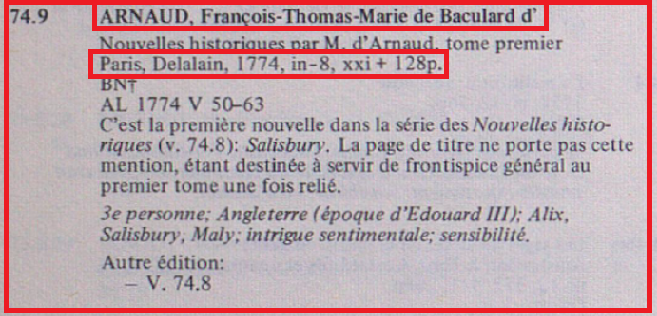 74.9 ARNAUD, François-Thomas-Marie de Baculard d'
Nouvelles historiques par M. d'Arnaud, tome premier
Paris, Delalain, 1774, in-8, xxi + 128p.
BN†
AL 1774 V 50–63
C'est la première nouvelle dans la série des Nouvelles histo-
riques (v. 74.8): Salisbury. La page de titre ne porte pas cette
mention, étant destinée à servir de frontispice général au
premier tome une fois relié.
3e personne; Angleterre (époque d'Edouard III); Alix,
Salisbury, Maly; intrigue sentimentale; sensibilité.
Autre édition:
– V. 74.8